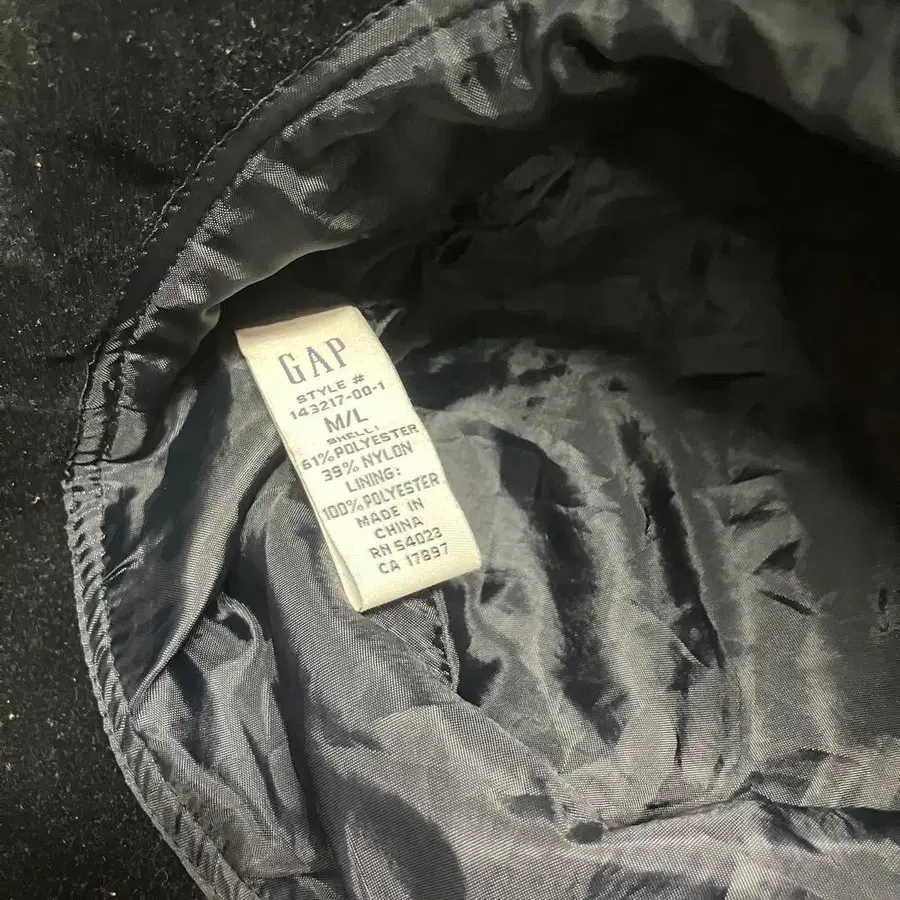 GAP
STYLE #
143217-00-1
M/L
SHELL:
61% POLYESTER
39% NYLON
LINING:
100% POLYESTER
MADE IN
CHINA
RN 54023
CA 17897